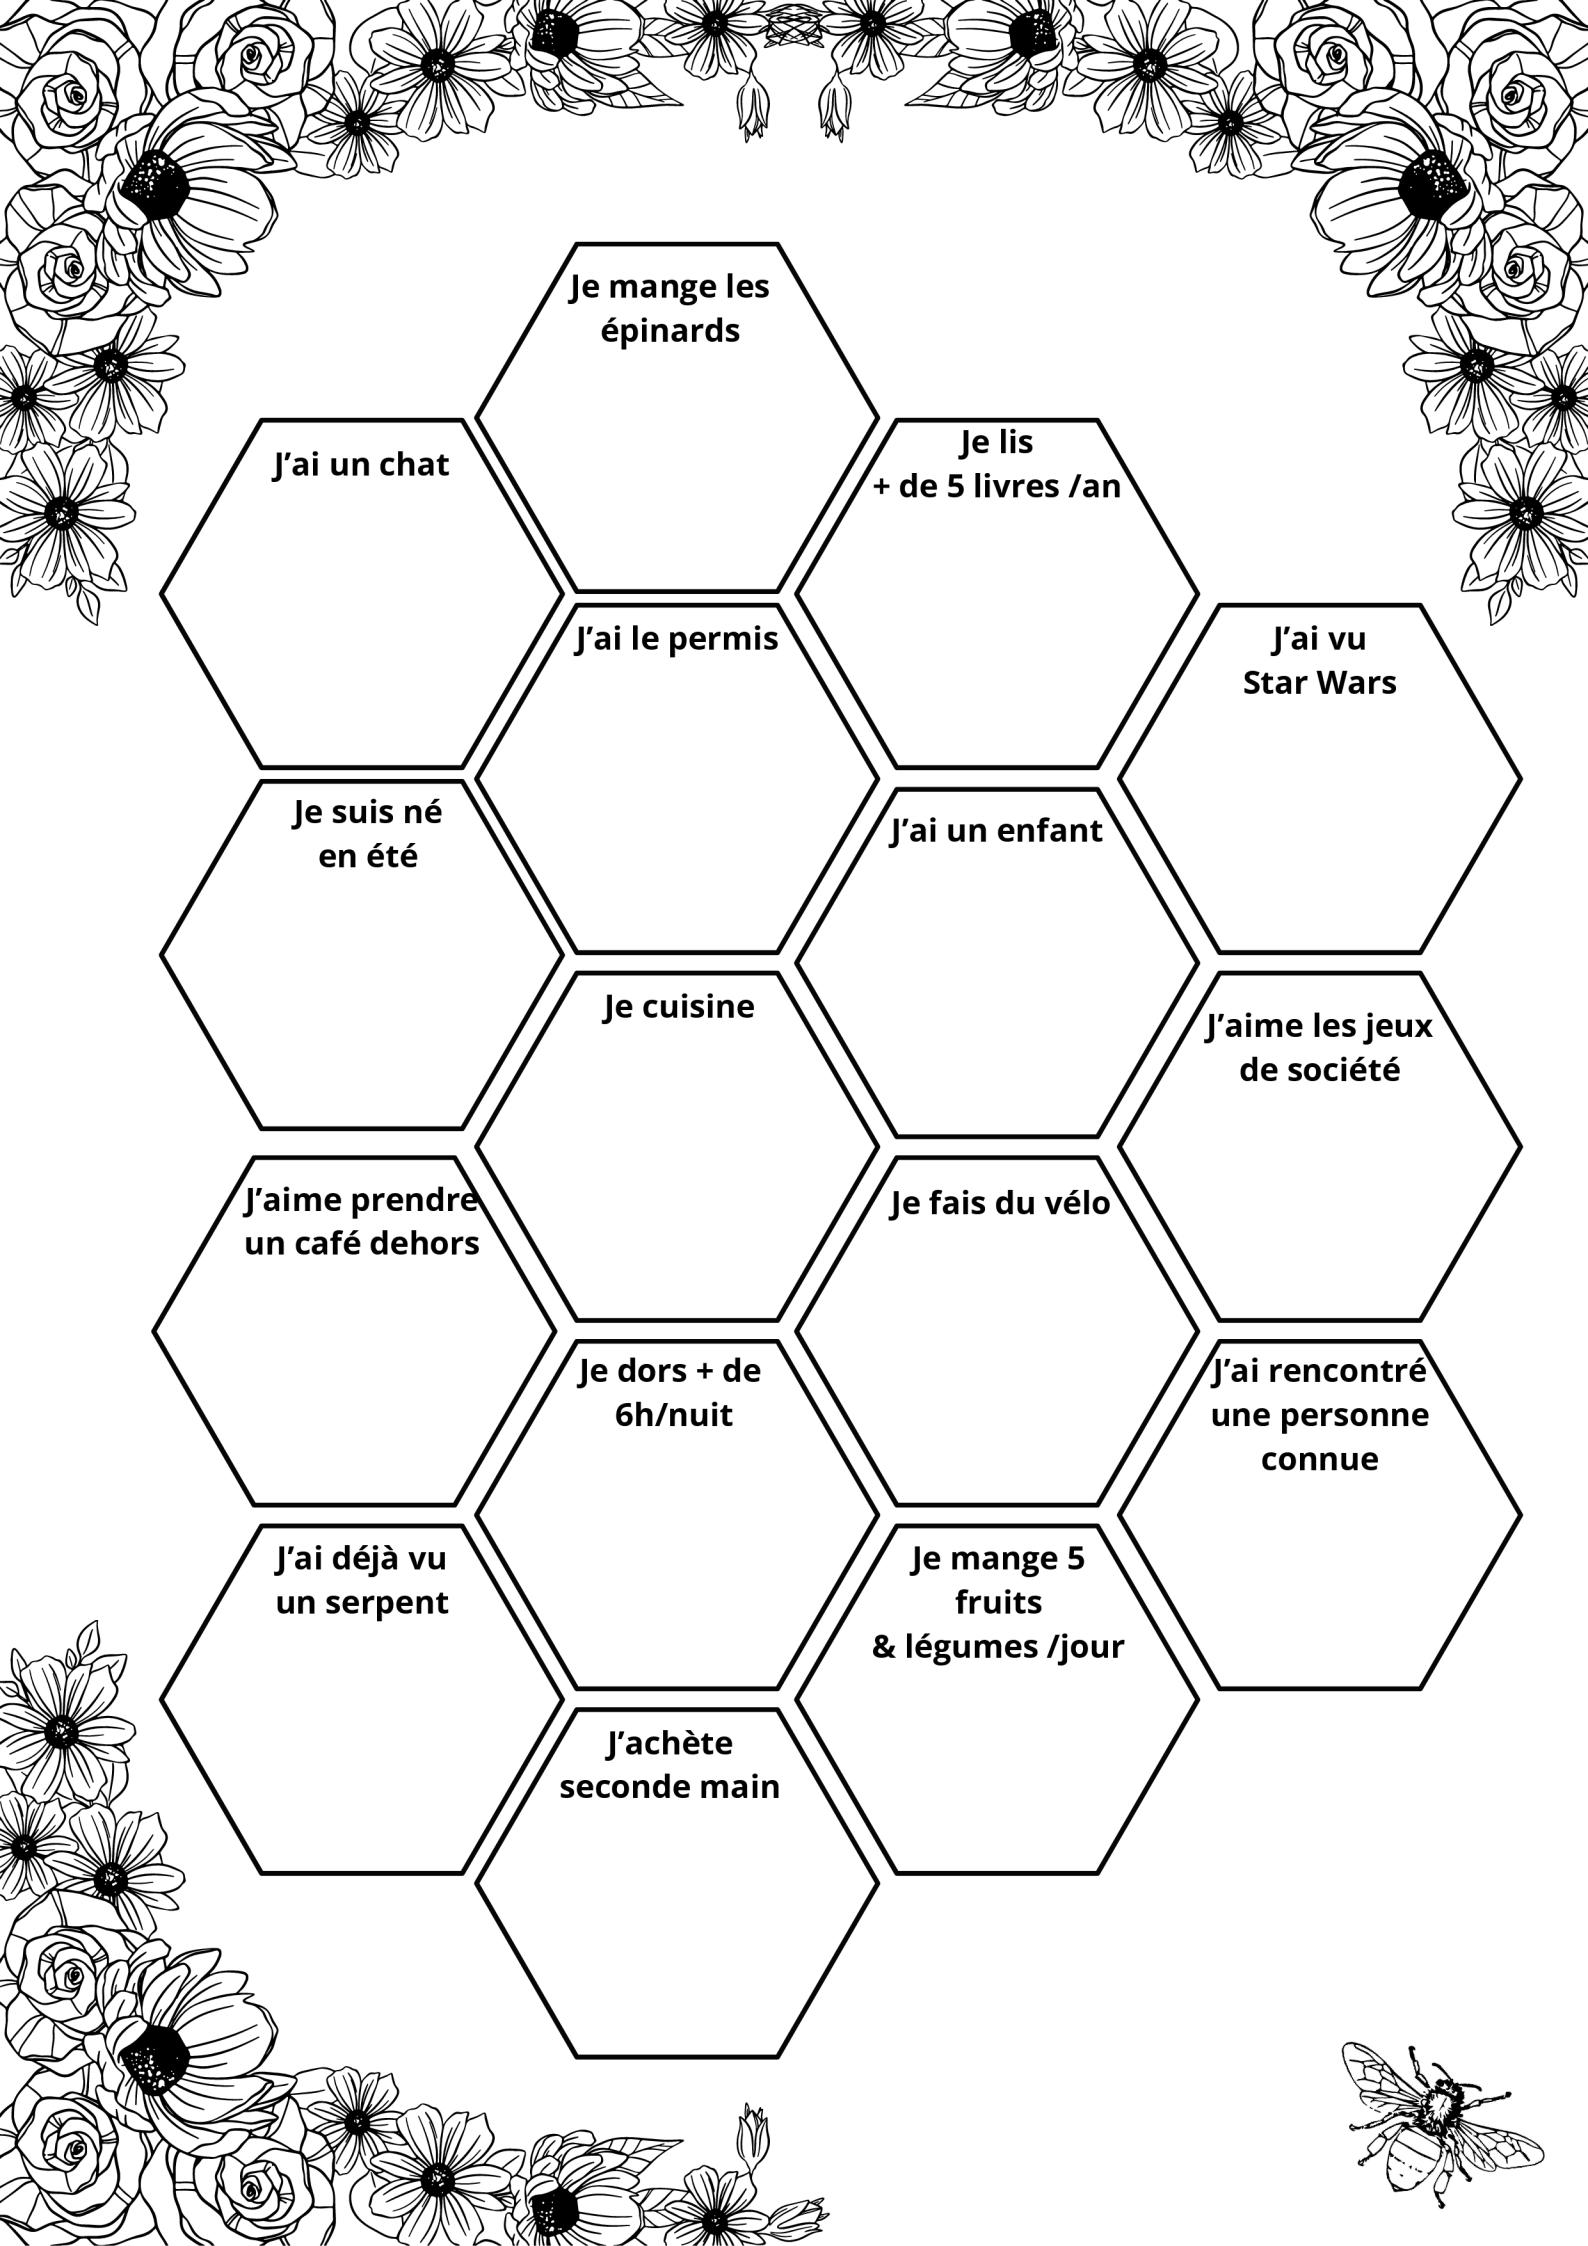 Je mange les
épinards
J’ai un chat
Je lis
+ de 5 livres /an
J’ai le permis
J’ai vu
Star Wars
Je suis né
en été
J’ai un enfant
Je cuisine
J’aime les jeux
de société
J’aime prendre
un café dehors
Je fais du vélo
Je dors + de
6h/nuit
J’ai rencontré
une personne
connue
J’ai déjà vu
un serpent
Je mange 5
fruits
& légumes /jour
J’achète
seconde main